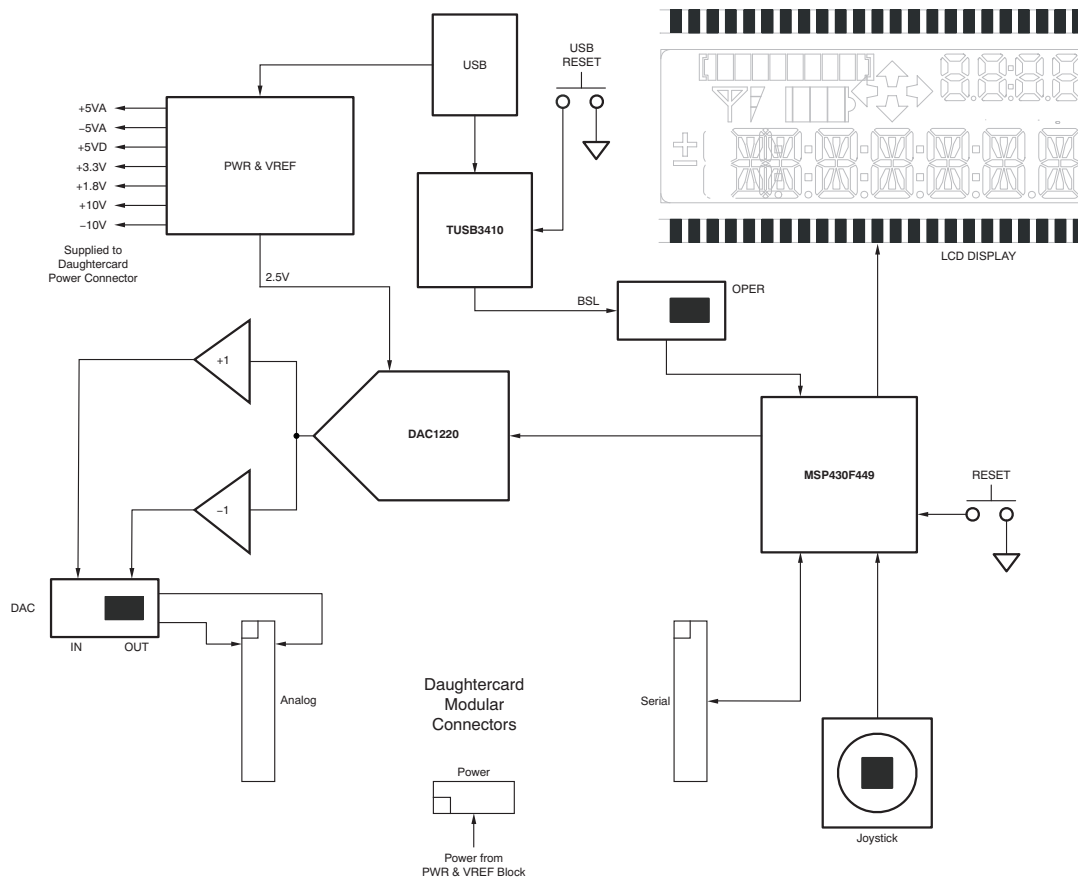 USB
USB
RESET
+5VA
−5VA
+5VD
+3.3V
+1.8V
+10V
−10V
PWR & VREF
TUSB3410
Supplied to
Daughtercard
Power Connector
LCD DISPLAY
2.5V
BSL
OPER
+1
DAC1220
MSP430F449
RESET
−1
DAC
IN
OUT
Analog
Daughtercard
Modular
Connectors
Serial
Power
Joystick
Power from
PWR & VREF Block